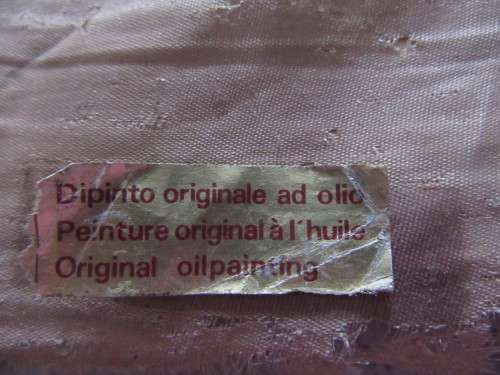 Dipinto originale ad olio
Peinture original à l'huile
Original oilpainting